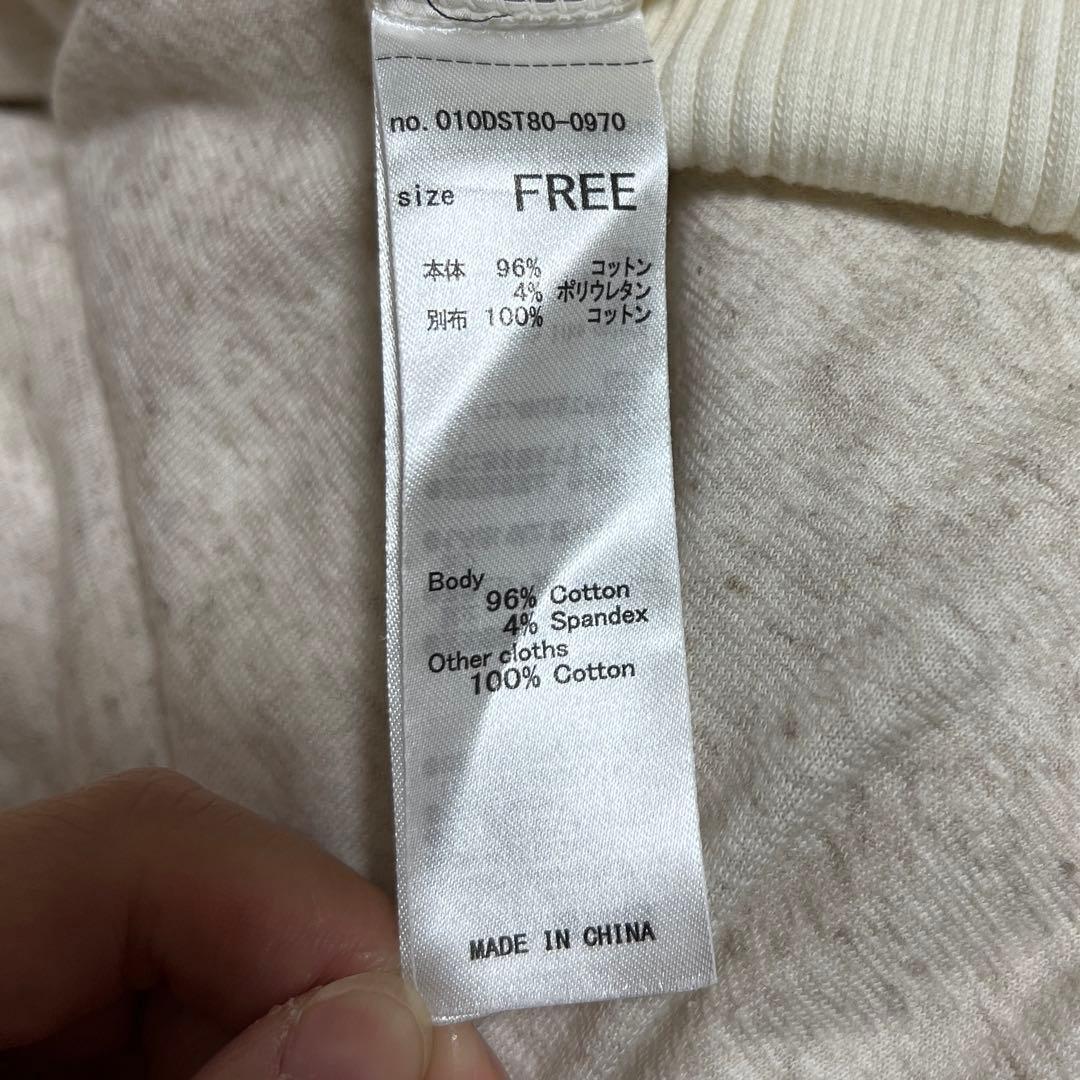 no. 010DST80-0970
size FREE
本体 96% コットン
4% ポリウレタン
別布 100% コットン
Body
96% Cotton
4% Spandex
Other cloths
100% Cotton
MADE IN CHINA